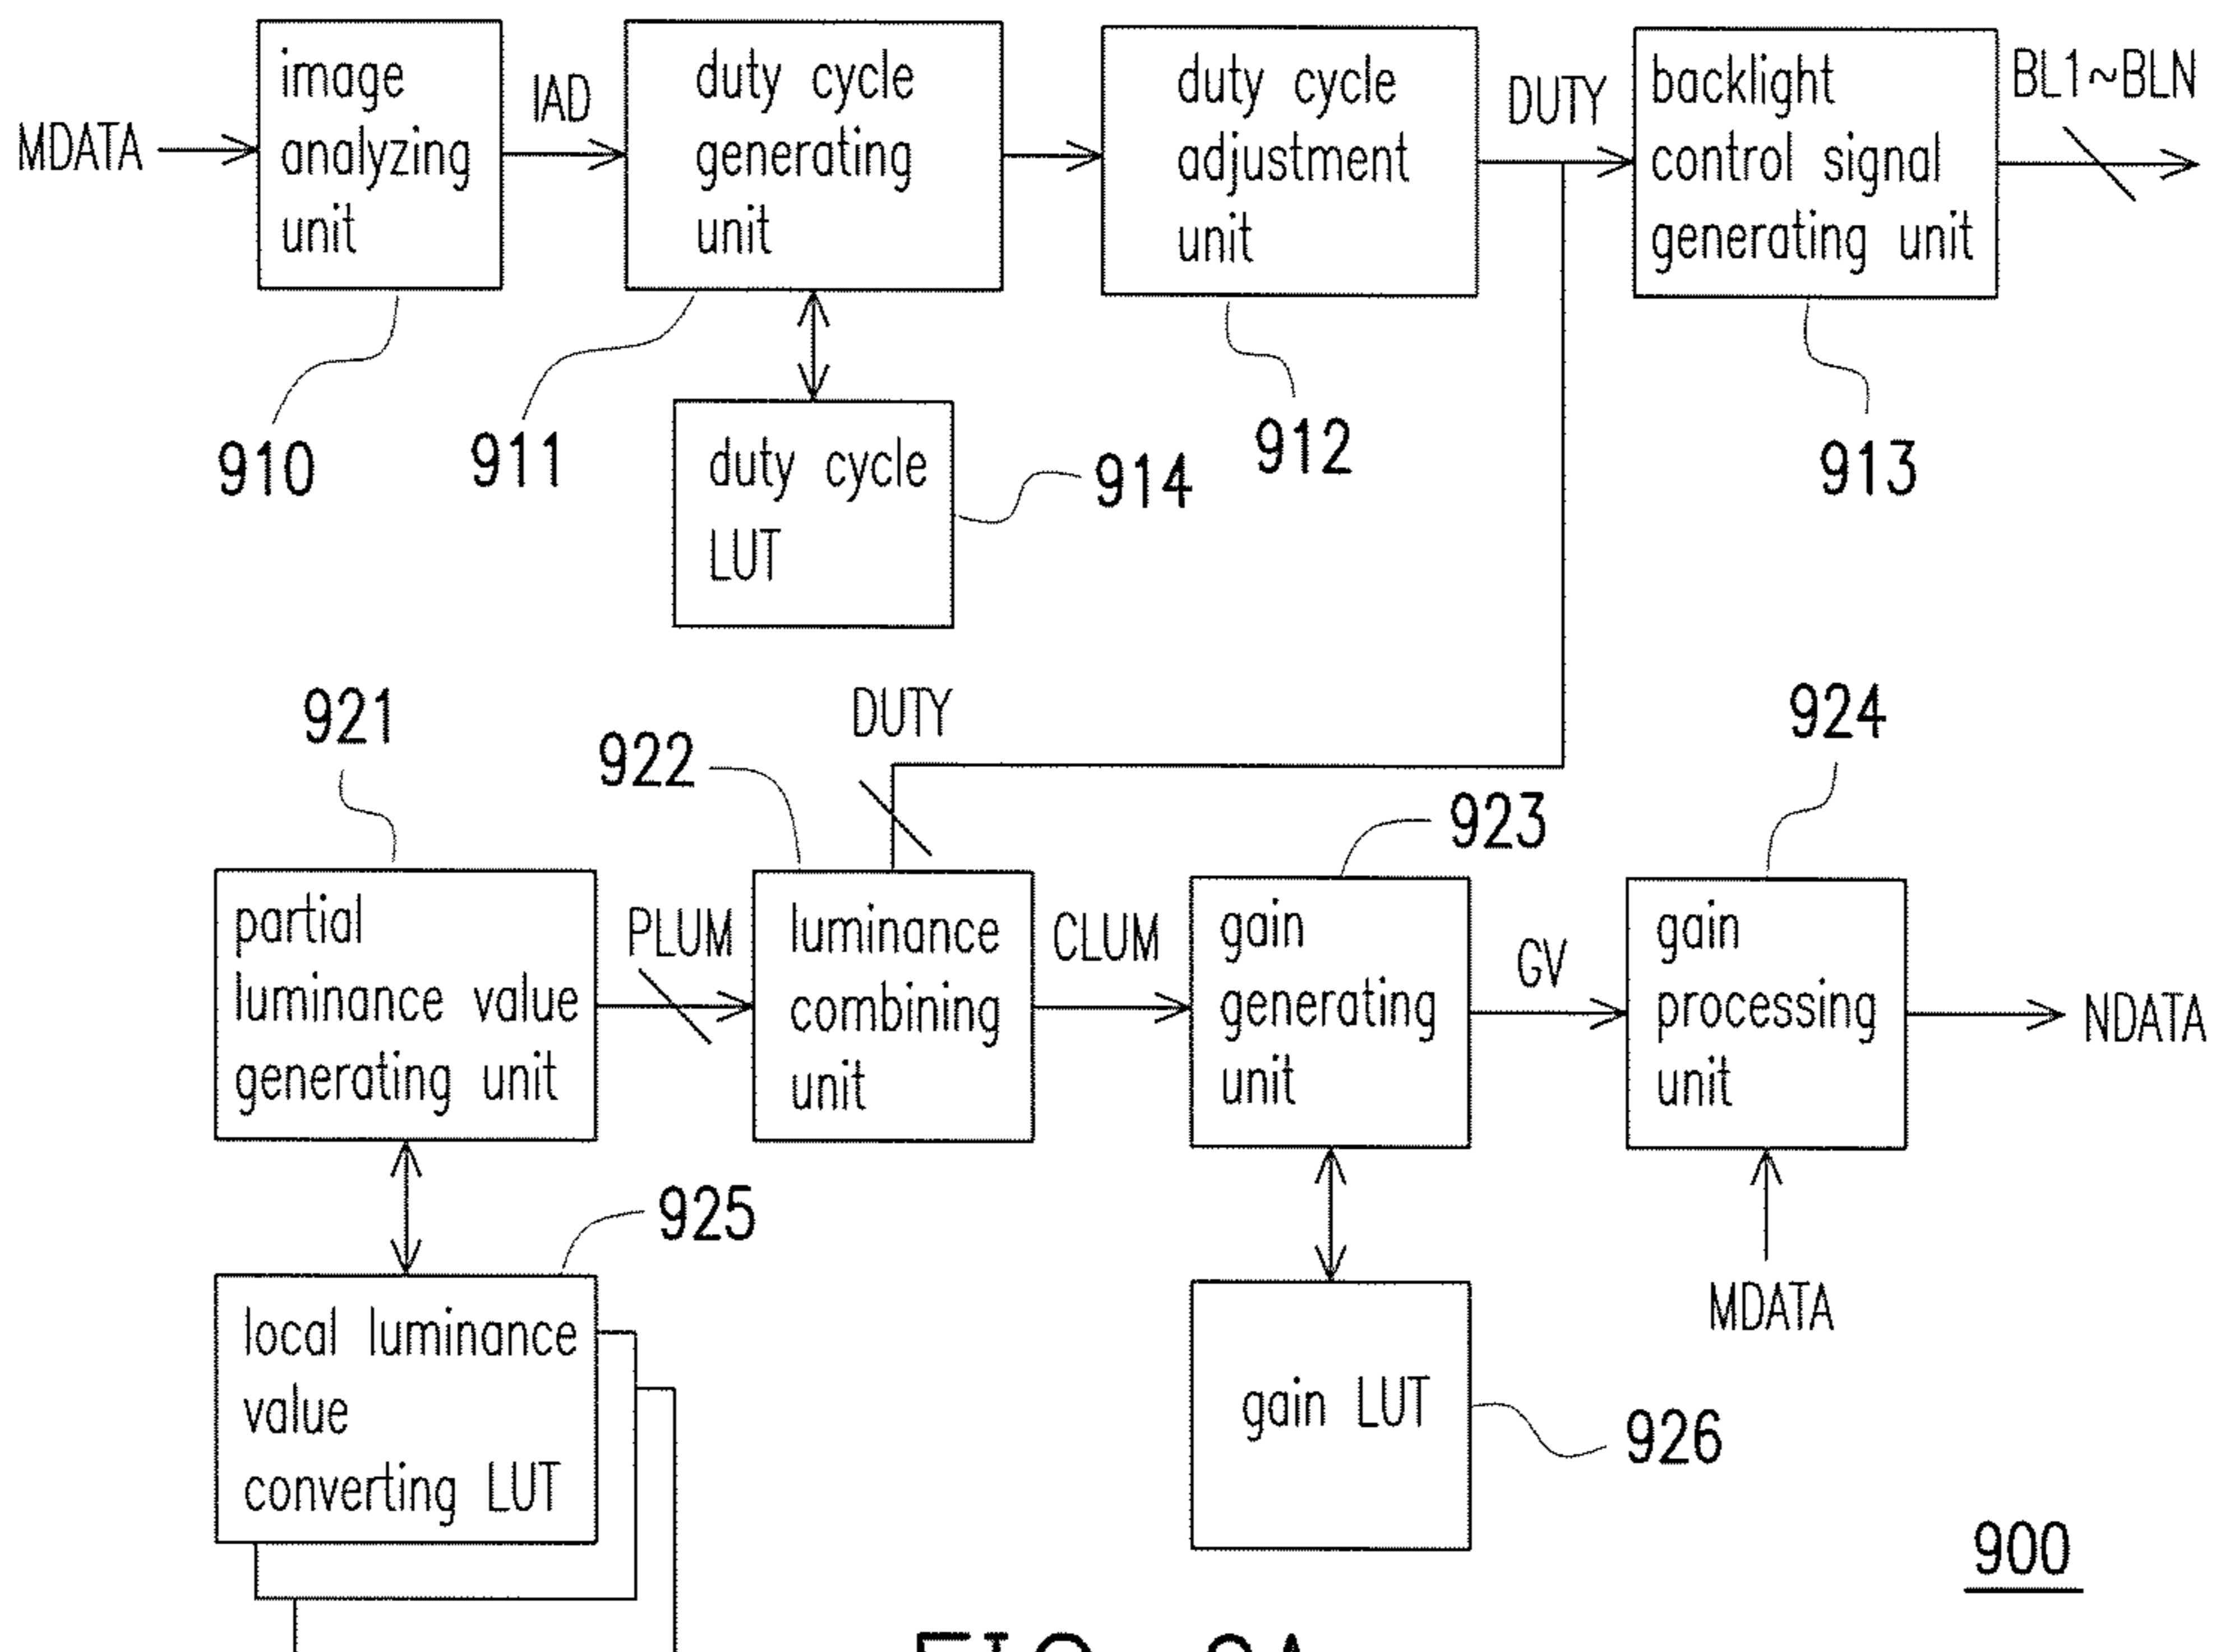 MDATA
image
analyzing
unit
IAD
duty cycle
generating
unit
duty cycle
adjustment
unit
DUTY
backlight
control signal
generating unit
BL1~BLN
910
911
duty cycle
LUT
914
912
913
921
922
DUTY
923
924
partial
luminance value
generating unit
PLUM
luminance
combining
unit
CLUM
gain
generating
unit
GV
gain
processing
unit
NDATA
925
local luminance
value
converting LUT
gain LUT
926
MDATA
900